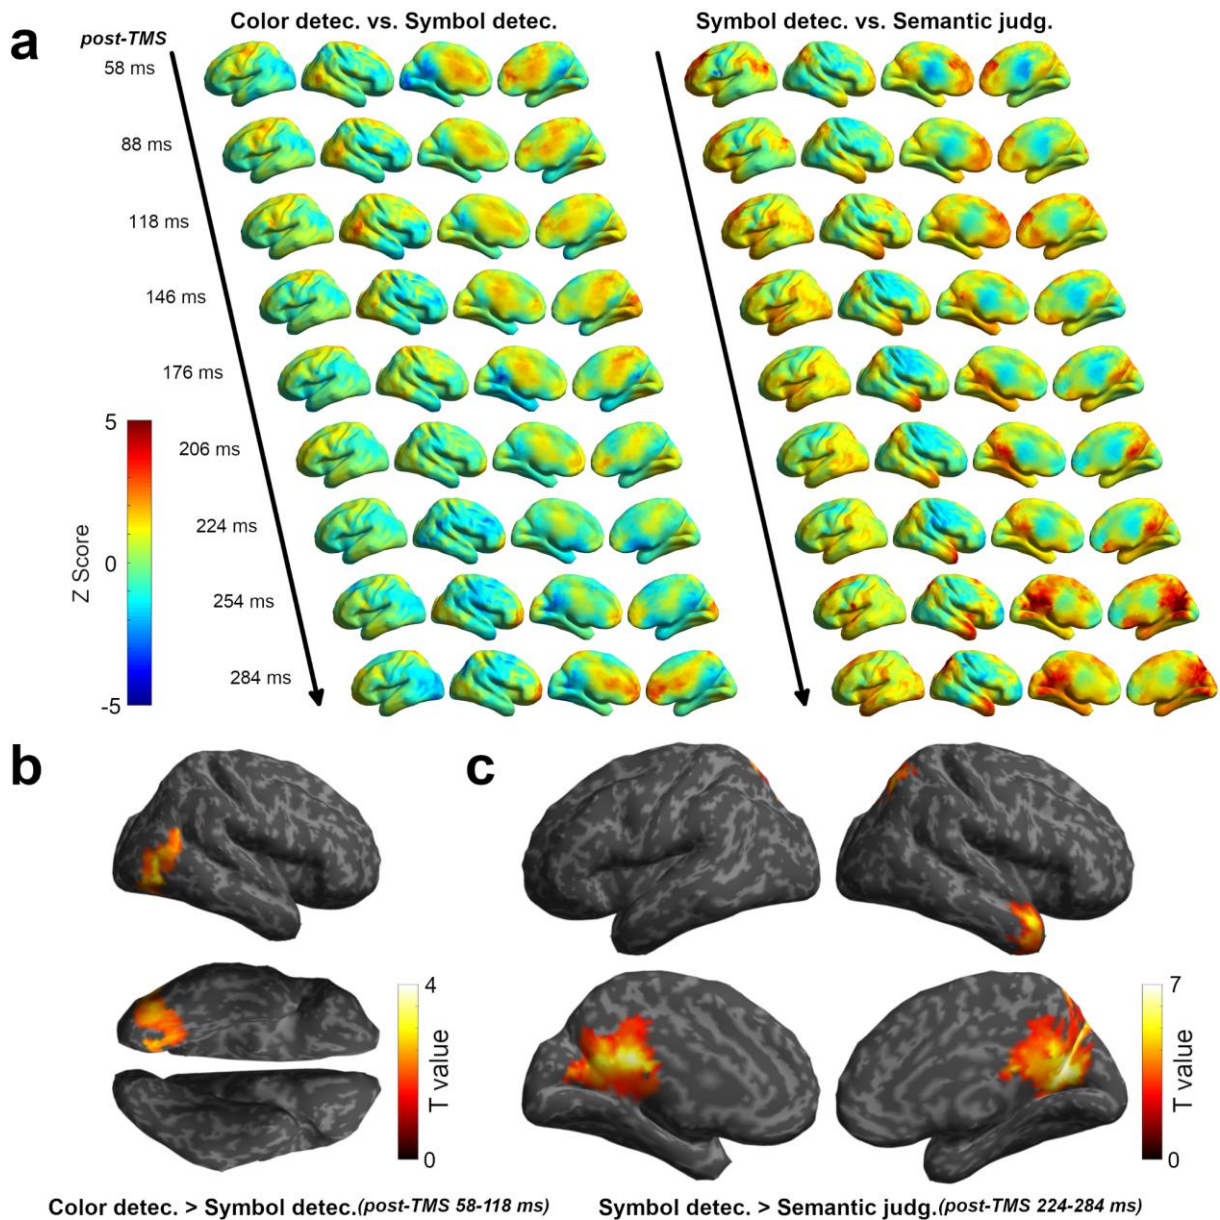 a
Color detec. vs. Symbol detec.
Symbol detec. vs. Semantic judg.
post-TMS
58 ms
88 ms
118 ms
146 ms
176 ms
206 ms
224 ms
254 ms
284 ms
5
0
-5
Z Score
b
4
0
T value
Color detec. > Symbol detec.(post-TMS 58-118 ms)
c
7
0
T value
Symbol detec. > Semantic judg.(post-TMS 224-284 ms)